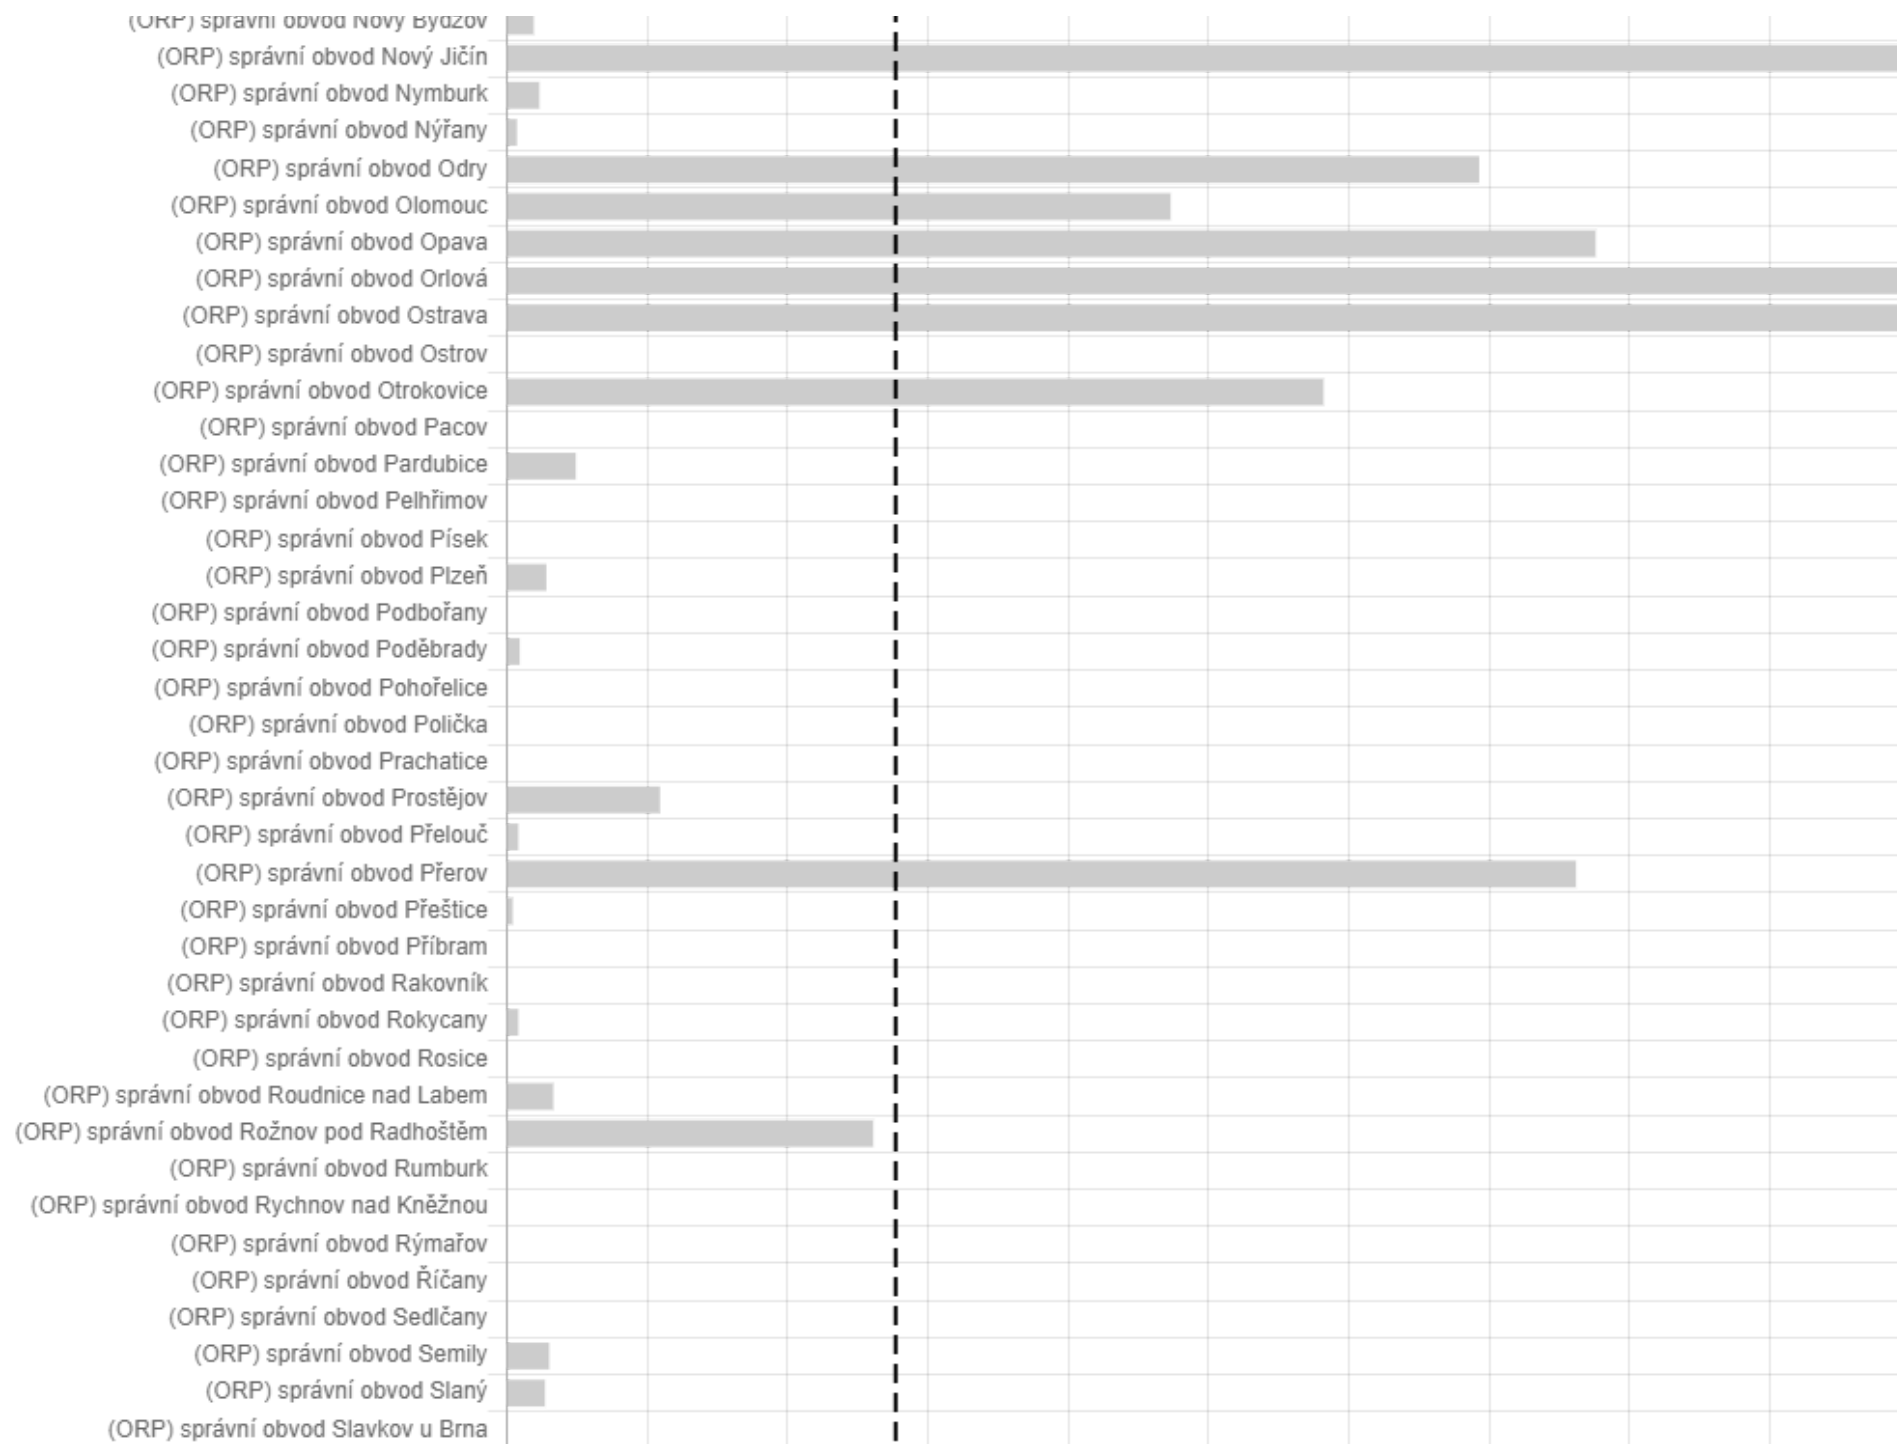 (ORP) správní obvod Nový Bydžov
(ORP) správní obvod Nový Jičín
(ORP) správní obvod Nymburk
(ORP) správní obvod Nýřany
(ORP) správní obvod Odry
(ORP) správní obvod Olomouc
(ORP) správní obvod Opava
(ORP) správní obvod Orlová
(ORP) správní obvod Ostrava
(ORP) správní obvod Ostrov
(ORP) správní obvod Otrokovice
(ORP) správní obvod Pacov
(ORP) správní obvod Pardubice
(ORP) správní obvod Pelhřimov
(ORP) správní obvod Písek
(ORP) správní obvod Plzeň
(ORP) správní obvod Podbořany
(ORP) správní obvod Poděbrady
(ORP) správní obvod Pohořelice
(ORP) správní obvod Polička
(ORP) správní obvod Prachatice
(ORP) správní obvod Prostějov
(ORP) správní obvod Přelouč
(ORP) správní obvod Přerov
(ORP) správní obvod Přeštice
(ORP) správní obvod Příbram
(ORP) správní obvod Rakovník
(ORP) správní obvod Rokycany
(ORP) správní obvod Rosice
(ORP) správní obvod Roudnice nad Labem
(ORP) správní obvod Rožnov pod Radhoštěm
(ORP) správní obvod Rumburk
(ORP) správní obvod Rychnov nad Kněžnou
(ORP) správní obvod Rýmařov
(ORP) správní obvod Říčany
(ORP) správní obvod Sedlčany
(ORP) správní obvod Semily
(ORP) správní obvod Slaný
(ORP) správní obvod Slavkov u Brna